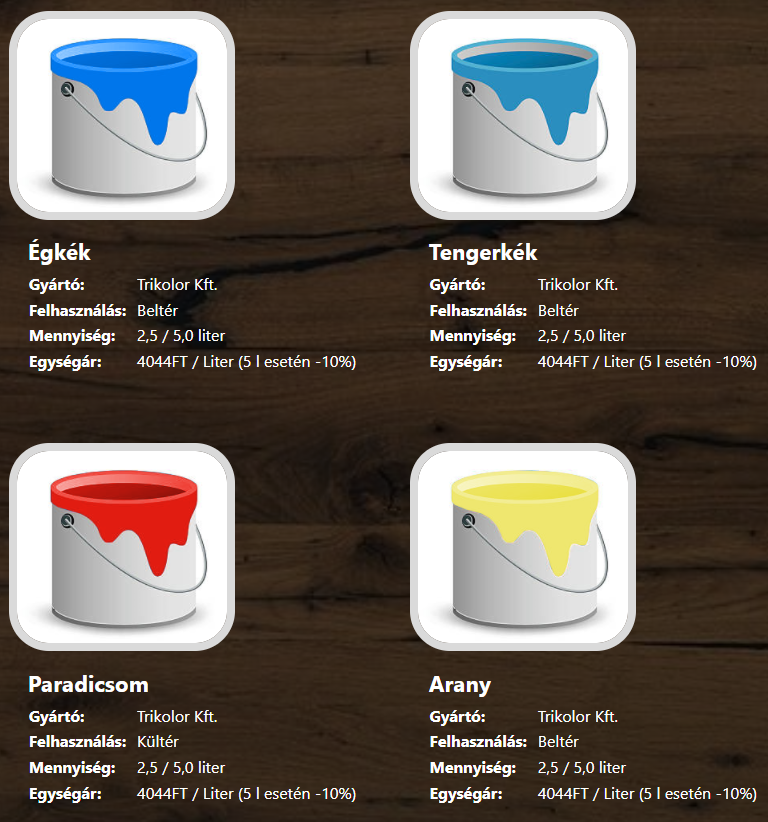 Égkék
Gyártó: Trikolor Kft.
Felhasználás: Beltér
Mennyiség: 2,5 / 5,0 liter
Egységár: 4044FT / Liter (5 l esetén -10%)
Tengerkék
Gyártó: Trikolor Kft.
Felhasználás: Beltér
Mennyiség: 2,5 / 5,0 liter
Egységár: 4044FT / Liter (5 l esetén -10%)
Paradicsom
Gyártó: Trikolor Kft.
Felhasználás: Kültér
Mennyiség: 2,5 / 5,0 liter
Egységár: 4044FT / Liter (5 l esetén -10%)
Arany
Gyártó: Trikolor Kft.
Felhasználás: Beltér
Mennyiség: 2,5 / 5,0 liter
Egységár: 4044FT / Liter (5 l esetén -10%)